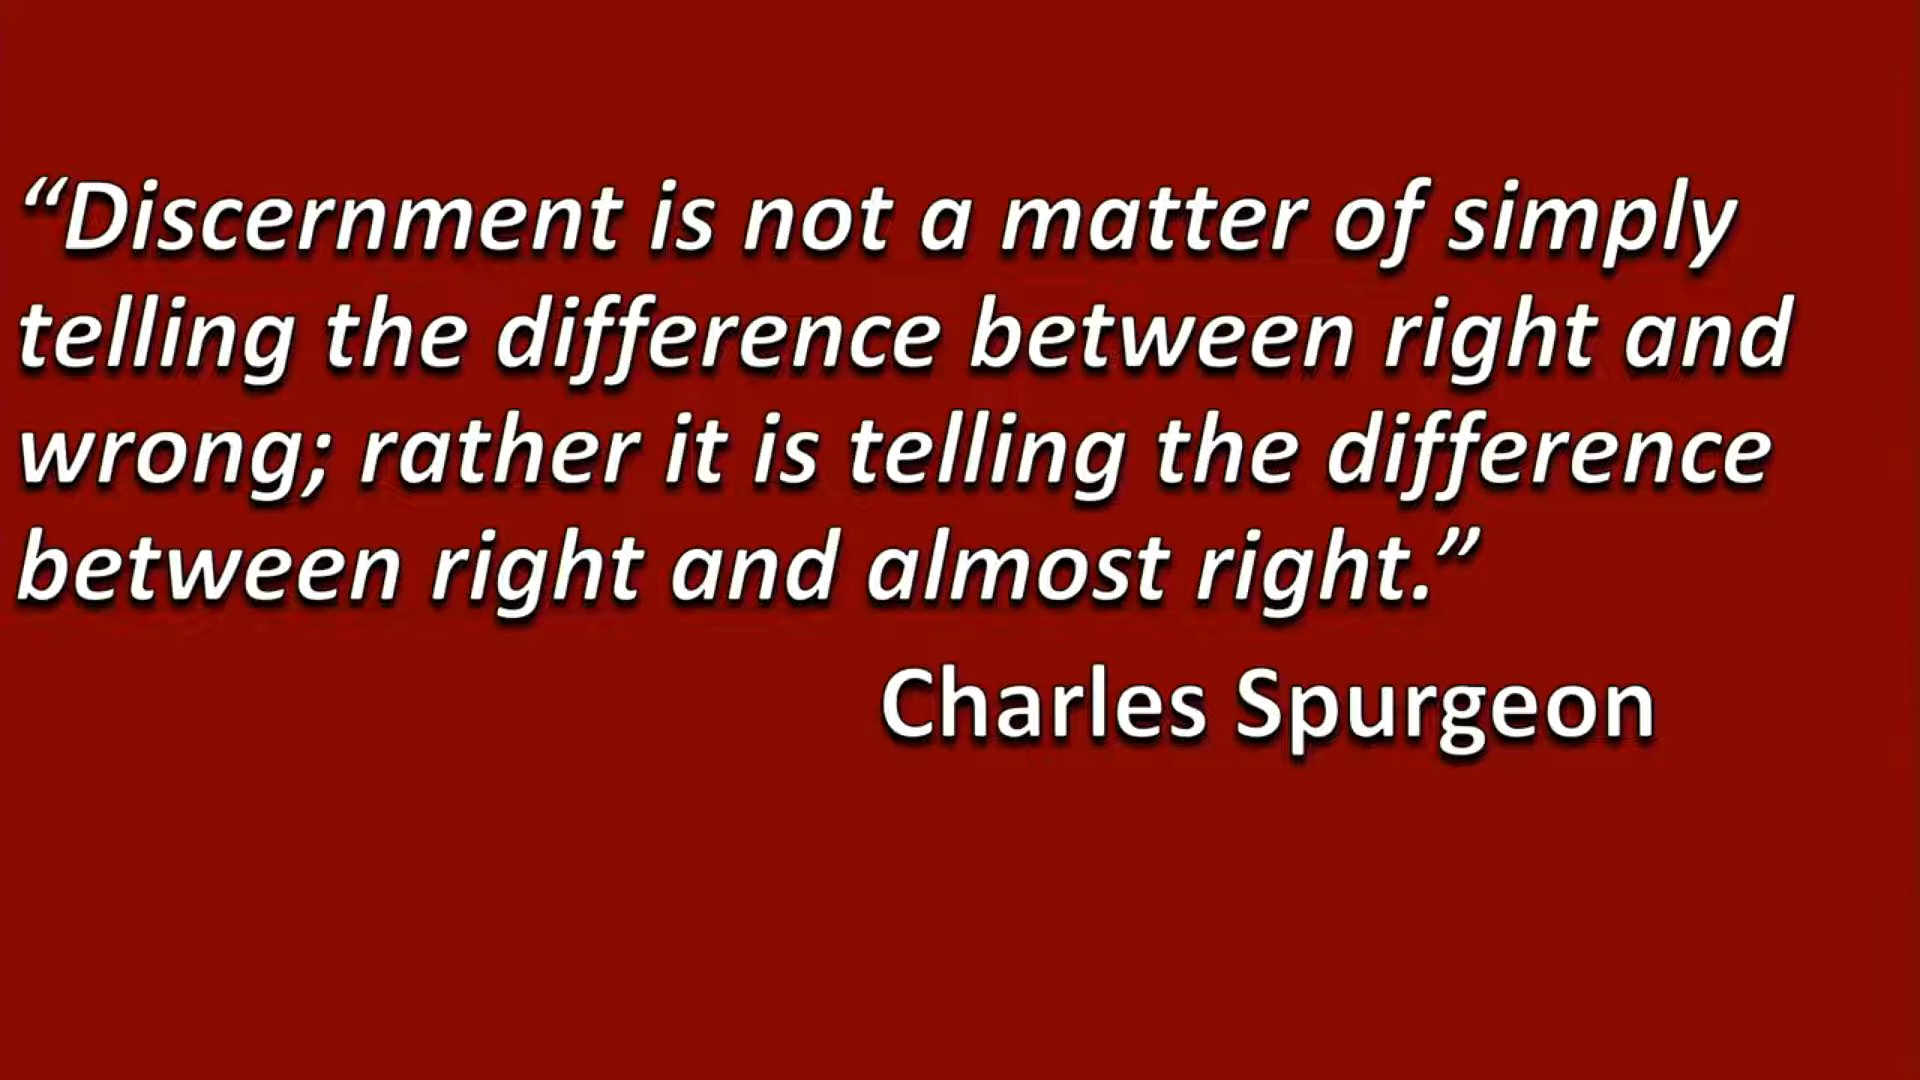 “Discernment is not a matter of simply
telling the difference between right and
wrong; rather it is telling the difference
between right and almost right.”
Charles Spurgeon